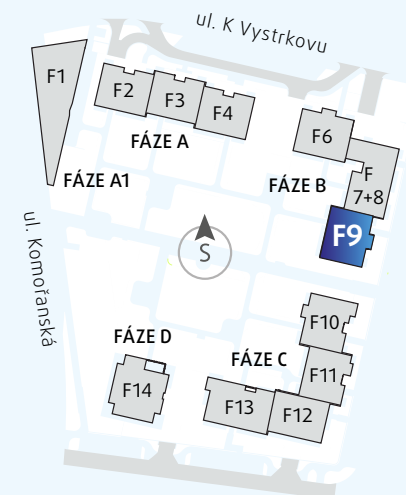 ul. K Vystrkovu
F1
F2
F3
F4
FÁZE A
F6
FÁZE A1
FÁZE B
F
7+8
F9
ul. Komořanská
S
F10
FÁZE D
FÁZE C
F11
F14
F13
F12